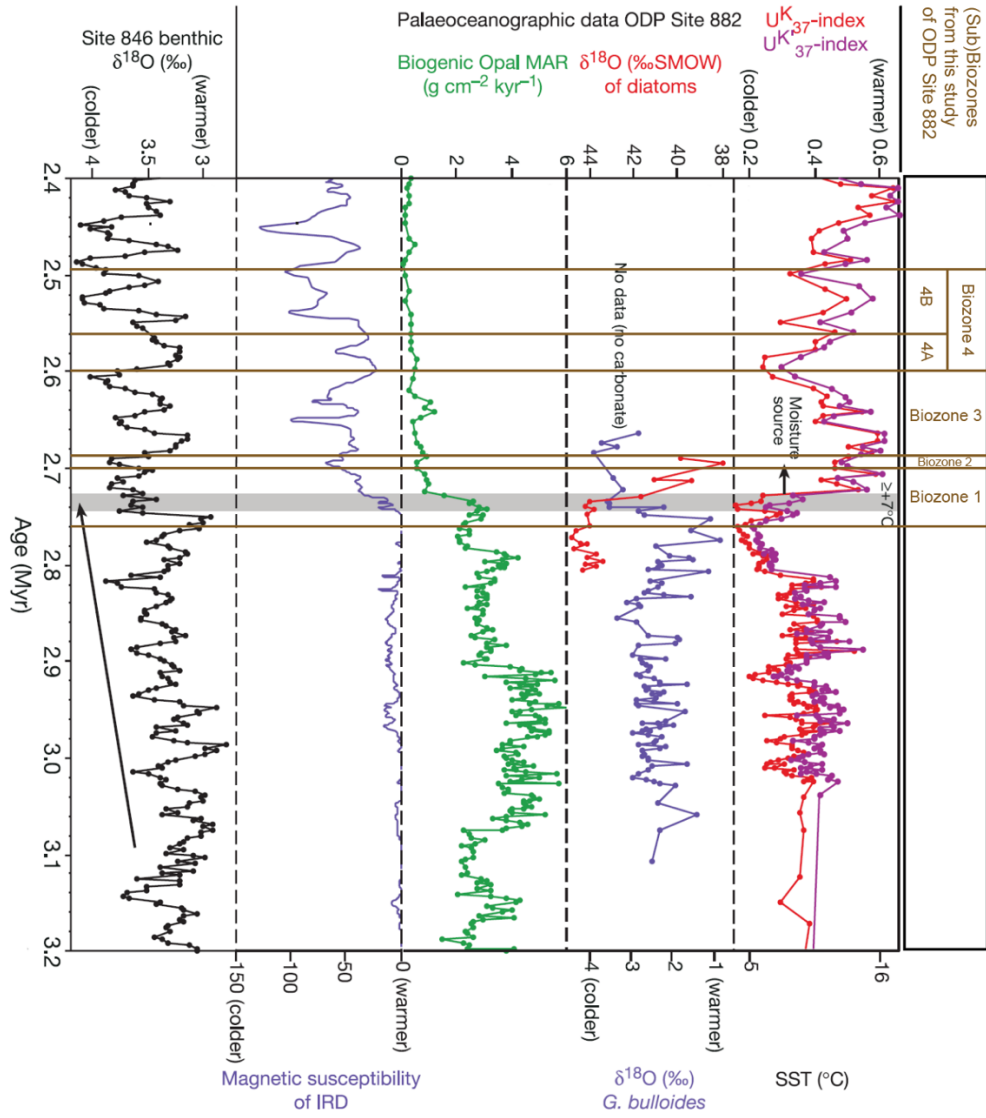 Site 846 benthic
δ¹⁸O (‰)
(colder)
(warmer)
4
3.5
3
Palaeoceanographic data ODP Site 882
Biogenic Opal MAR
(g cm⁻² kyr⁻¹)
0
2
4
6
δ¹⁸O (‰SMOW)
of diatoms
44
42
40
38
Uᴷ₃₇-index
Uᴷ'₃₇-index
(colder)
(warmer)
0.2
0.4
0.6
(Sub)Biozones
from this study
of ODP Site 882
Age (Myr)
2.4
2.5
2.6
2.7
2.8
2.9
3.0
3.1
3.2
No data (no carbonate)
Moisture
source
≥+7°C
4B
4A
Biozone 4
Biozone 3
Biozone 2
Biozone 1
150 (colder)
100
50
0 (warmer)
Magnetic susceptibility
of IRD
-4 (colder)
-3
-2
-1 (warmer)
δ¹⁸O (‰)
G. bulloides
5
16
SST (°C)